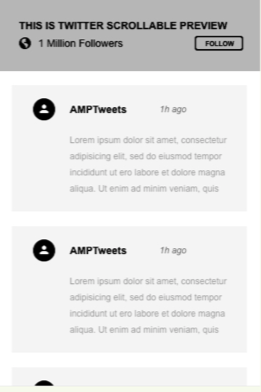 THIS IS TWITTER SCROLLABLE PREVIEW
1 Million Followers
FOLLOW
AMPTweets 1h ago
Lorem ipsum dolor sit amet, consectetur
adipisicing elit, sed do eiusmod tempor
incididunt ut ero labore et dolore magna
aliqua. Ut enim ad minim veniam, quis
AMPTweets 1h ago
Lorem ipsum dolor sit amet, consectetur
adipisicing elit, sed do eiusmod tempor
incididunt ut ero labore et dolore magna
aliqua. Ut enim ad minim veniam, quis